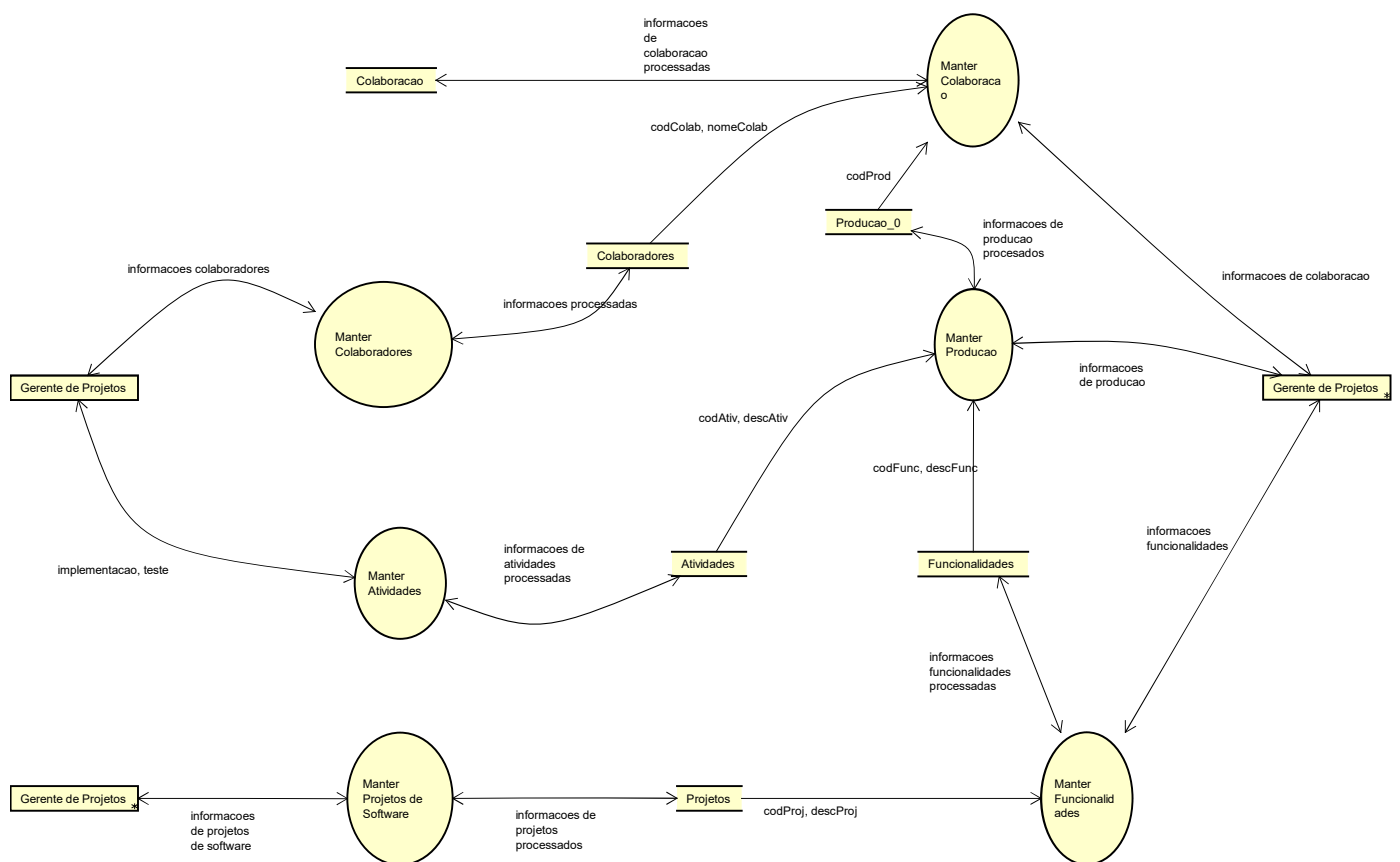 informacoes
de
colaboracao
processadas
Colaboracao
Manter
Colaboraca
o
codColab, nomeColab
codProd
Producao_0
informacoes de
producao
procesados
Colaboradores
informacoes colaboradores
informacoes de colaboracao
informacoes processadas
Manter
Colaboradores
Manter
Producao
informacoes
de producao
Gerente de Projetos
Gerente de Projetos
*
codAtiv, descAtiv
codFunc, descFunc
informacoes
funcionalidades
informacoes de
atividades
processadas
Atividades
Funcionalidades
implementacao, teste
Manter
Atividades
informacoes
funcionalidades
processadas
Gerente de Projetos
*
Manter
Projetos de
Software
Projetos
Manter
Funcionalid
ades
informacoes
de projetos
de software
informacoes de
projetos
processados
codProj, descProj